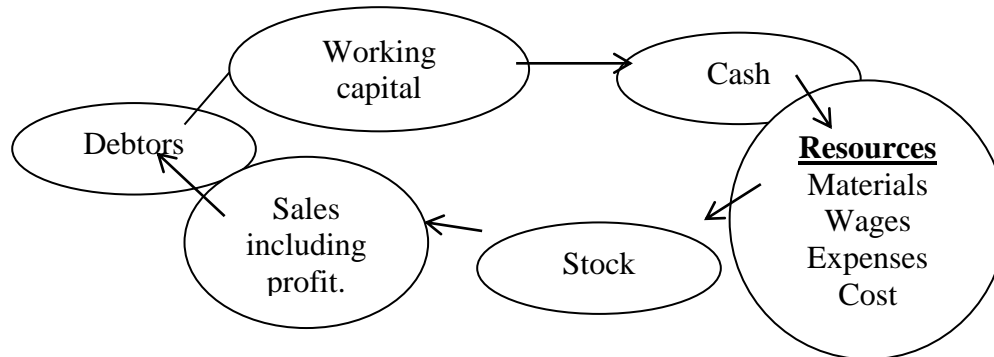 Working
capital
Cash
Debtors
Resources
Materials
Wages
Expenses
Cost
Sales
including
profit.
Stock